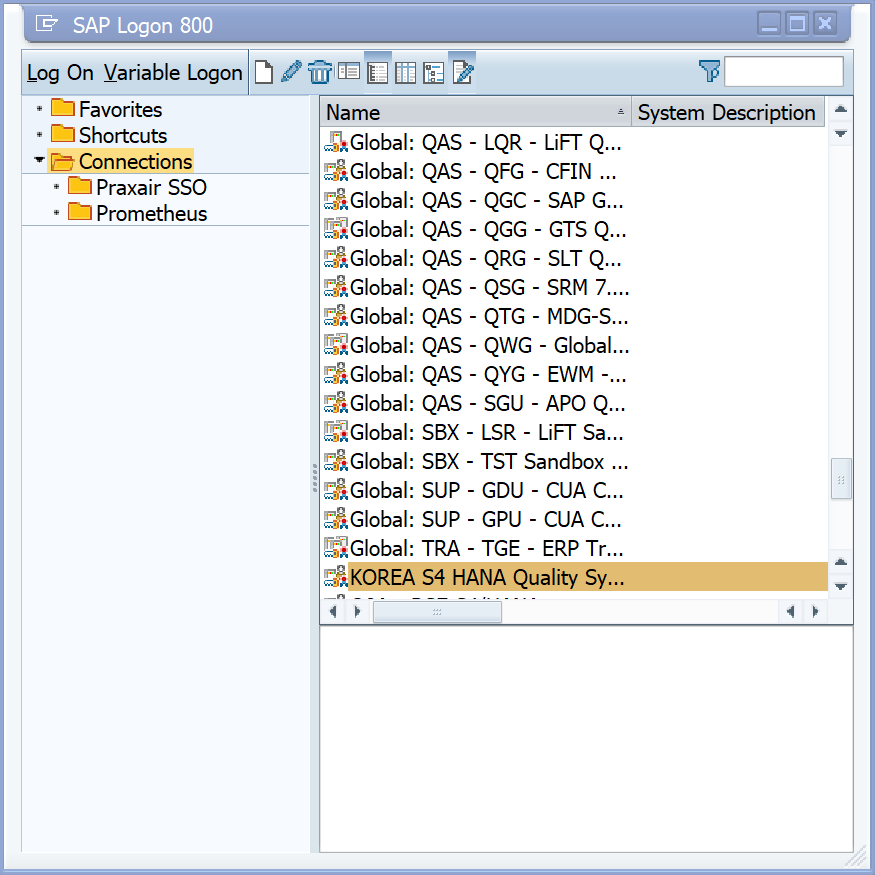 SAP Logon 800
Log On Variable Logon
Favorites
Shortcuts
Connections
Praxair SSO
Prometheus
Name System Description
Global: QAS - LQR - LiFT Q...
Global: QAS - QFG - CFIN ...
Global: QAS - QGC - SAP G...
Global: QAS - QGG - GTS Q...
Global: QAS - QRG - SLT Q...
Global: QAS - QSG - SRM 7....
Global: QAS - QTG - MDG-S...
Global: QAS - QWG - Global...
Global: QAS - QYG - EWM -...
Global: QAS - SGU - APO Q...
Global: SBX - LSR - LiFT Sa...
Global: SBX - TST Sandbox ...
Global: SUP - GDU - CUA C...
Global: SUP - GPU - CUA C...
Global: TRA - TGE - ERP Tr...
KOREA S4 HANA Quality Sy...